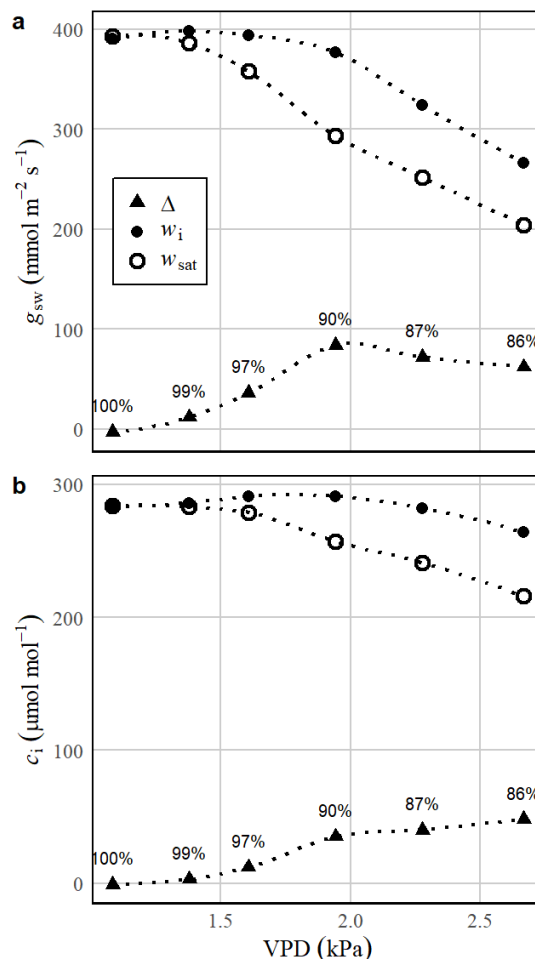 a
400
300
200
100
0
g_sw (mmol m⁻² s⁻¹)
Δ
w_i
w_sat
100%
99%
97%
90%
87%
86%
b
300
200
100
0
c_i (μmol mol⁻¹)
100%
99%
97%
90%
87%
86%
1.5 2.0 2.5
VPD (kPa)